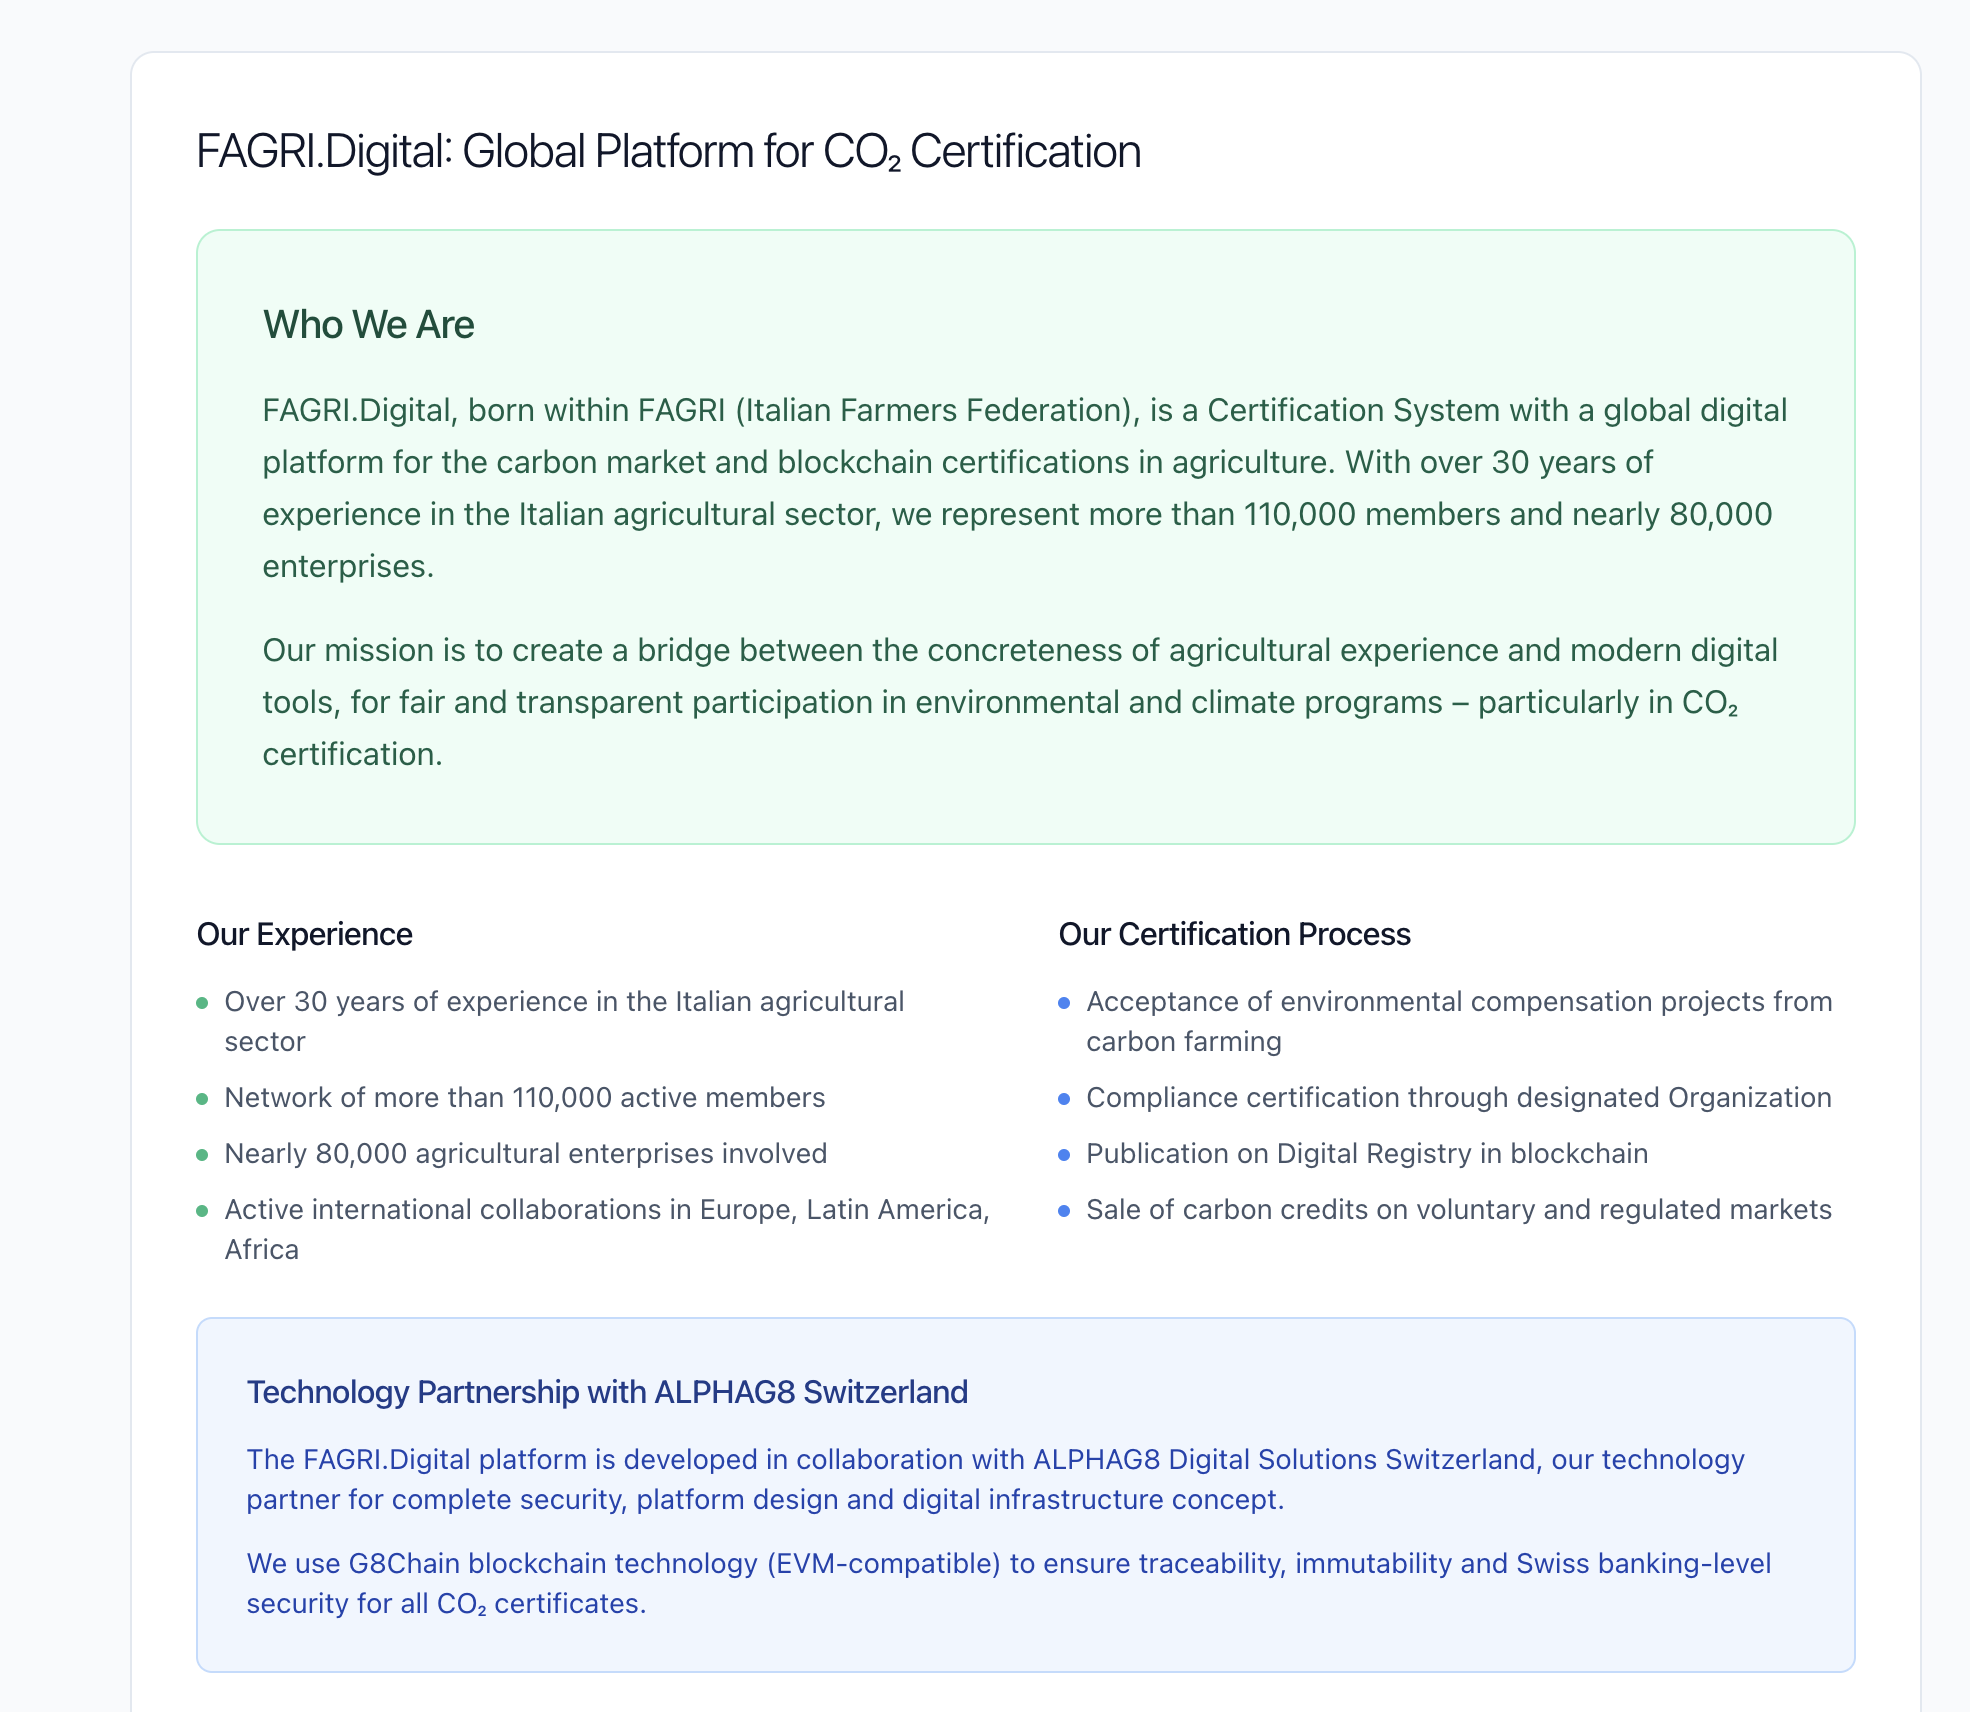 FAGRI.Digital: Global Platform for CO₂ Certification
Who We Are
FAGRI.Digital, born within FAGRI (Italian Farmers Federation), is a Certification System with a global digital
platform for the carbon market and blockchain certifications in agriculture. With over 30 years of
experience in the Italian agricultural sector, we represent more than 110,000 members and nearly 80,000
enterprises.
Our mission is to create a bridge between the concreteness of agricultural experience and modern digital
tools, for fair and transparent participation in environmental and climate programs – particularly in CO₂
certification.
Our Experience
Over 30 years of experience in the Italian agricultural
sector
Network of more than 110,000 active members
Nearly 80,000 agricultural enterprises involved
Active international collaborations in Europe, Latin America,
Africa
Our Certification Process
Acceptance of environmental compensation projects from
carbon farming
Compliance certification through designated Organization
Publication on Digital Registry in blockchain
Sale of carbon credits on voluntary and regulated markets
Technology Partnership with ALPHAG8 Switzerland
The FAGRI.Digital platform is developed in collaboration with ALPHAG8 Digital Solutions Switzerland, our technology
partner for complete security, platform design and digital infrastructure concept.
We use G8Chain blockchain technology (EVM-compatible) to ensure traceability, immutability and Swiss banking-level
security for all CO₂ certificates.